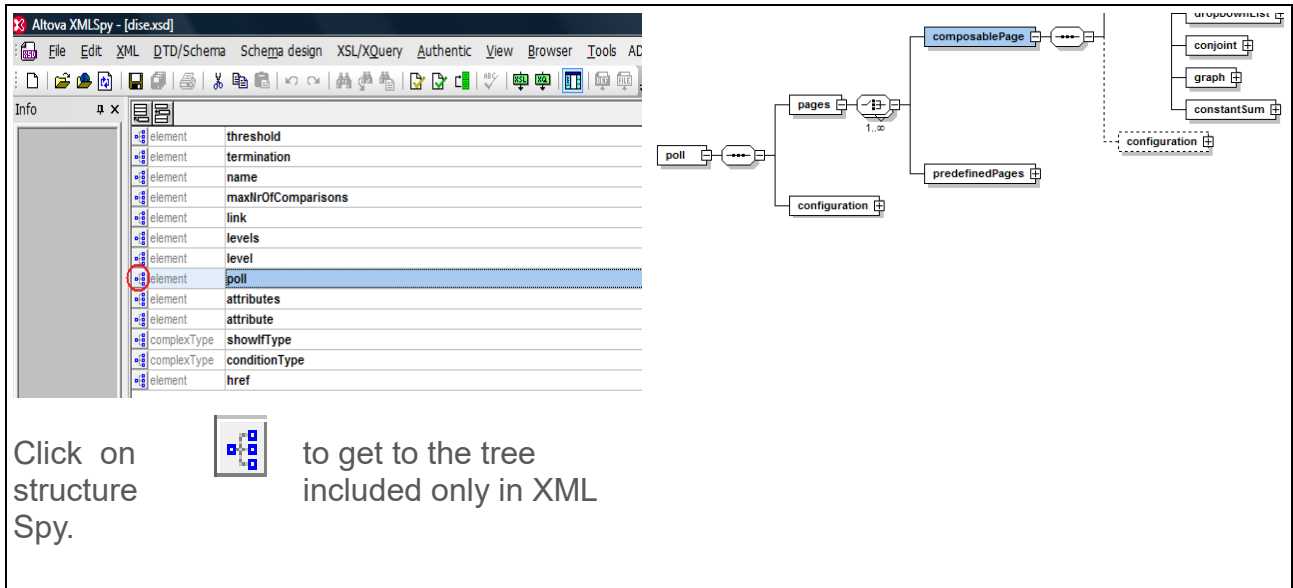 Altova XMLSpy - [dise.xsd]
File Edit XML DTD/Schema Schema design XSL/XQuery Authentic View Browser Tools
Info
element threshold
element termination
element name
element maxNrOfComparisons
element link
element levels
element level
element poll
element attributes
element attribute
complexType showIfType
complexType conditionType
element href
Click on to get to the tree
structure included only in XML
Spy.
dropDownList
composablePage
conjoint
graph
pages
constantSum
1..∞
configuration
poll
predefinedPages
configuration